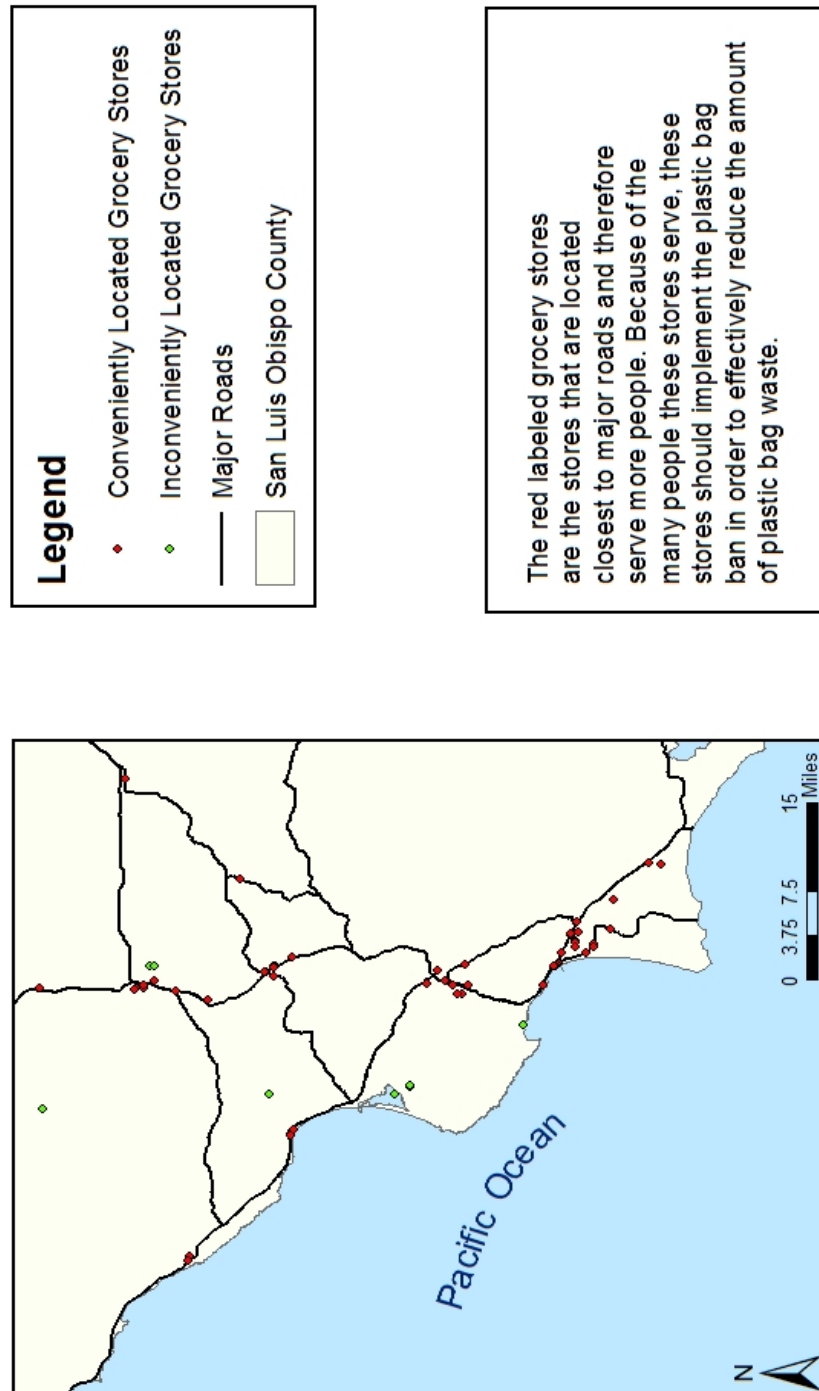 Legend
Conveniently Located Grocery Stores
Inconveniently Located Grocery Stores
Major Roads
San Luis Obispo County
The red labeled grocery stores
are the stores that are located
closest to major roads and therefore
serve more people. Because of the
many people these stores serve, these
stores should implement the plastic bag
ban in order to effectively reduce the amount
of plastic bag waste.
Pacific Ocean
N
0 3.75 7.5 15
Miles